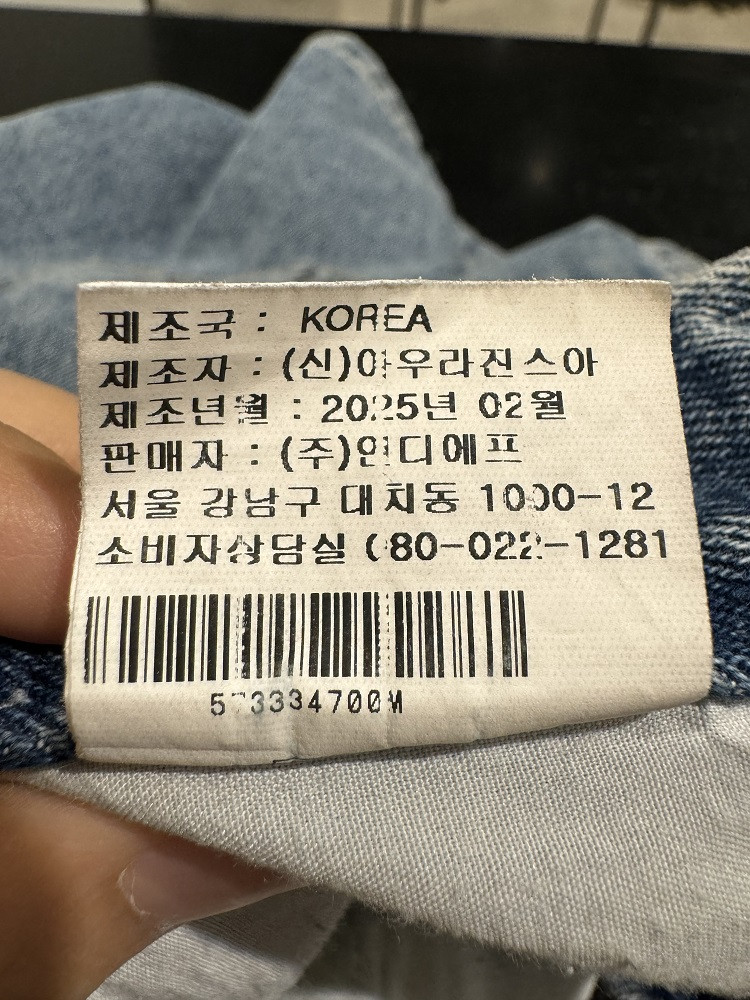 제조국 : KOREA
제조자 : (신)아우라진스아
제조년월 : 2025년 02월
판매자 : (주)인디에프
서울 강남구 대치동 1000-12
소비자상담실 080-022-1281
573334700M